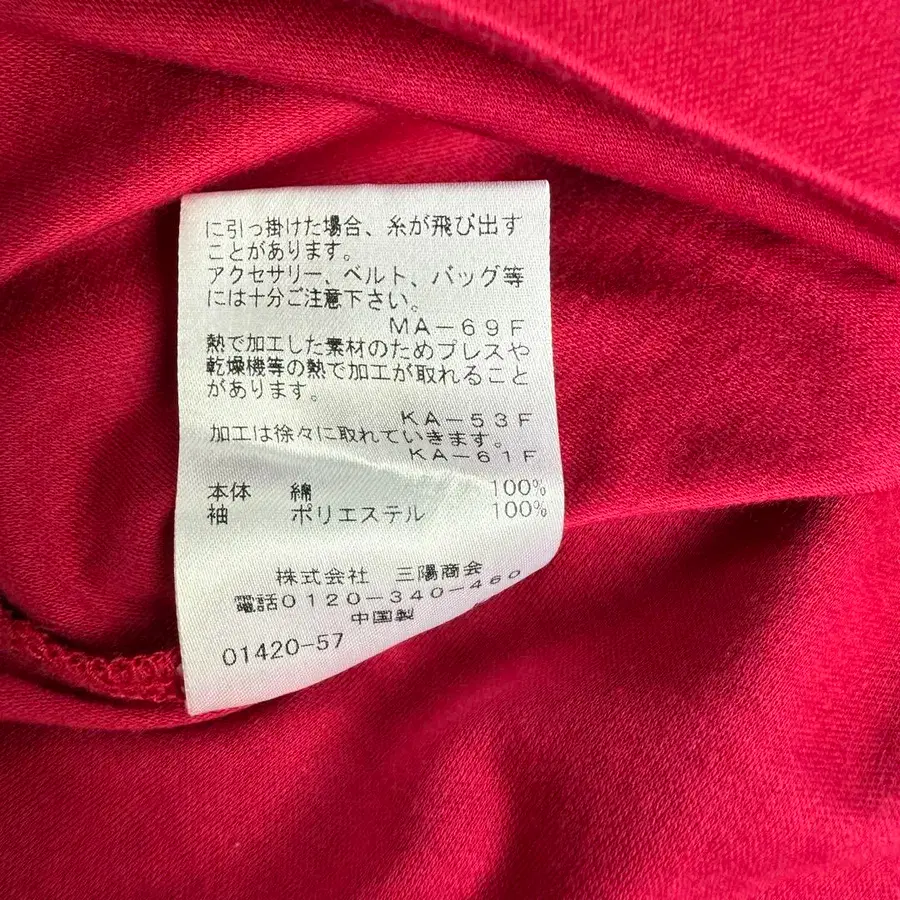 に引っ掛けた場合、糸が飛び出す
ことがあります。
アクセサリー、ベルト、バッグ等
には十分ご注意下さい。
MA-69F
熱で加工した素材のためプレスや
乾燥機等の熱で加工が取れること
があります。
KA-53F
加工は徐々に取れていきます。
KA-61F
本体 綿 100%
袖 ポリエステル 100%
株式会社 三陽商会
電話0120-340-460
中国製
01420-57